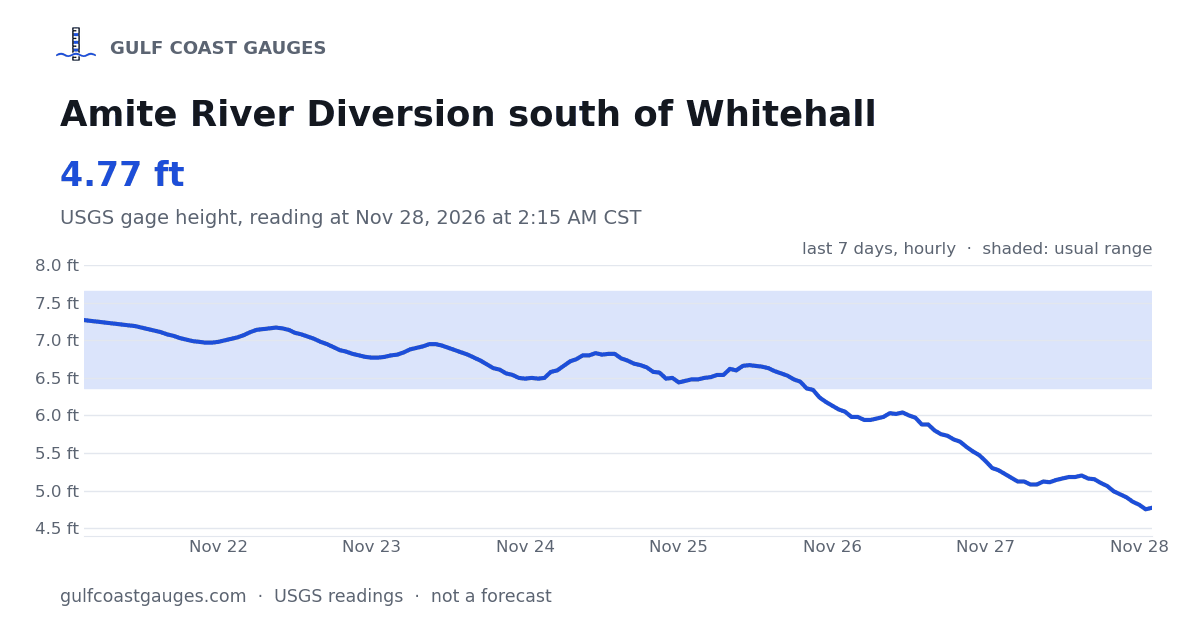 GULF COAST GAUGES
Amite River Diversion south of Whitehall
4.77 ft
USGS gage height, reading at Nov 28, 2026 at 2:15 AM CST
last 7 days, hourly · shaded: usual range
8.0 ft
7.5 ft
7.0 ft
6.5 ft
6.0 ft
5.5 ft
5.0 ft
4.5 ft
Nov 22 Nov 23 Nov 24 Nov 25 Nov 26 Nov 27 Nov 28
gulfcoastgauges.com · USGS readings · not a forecast